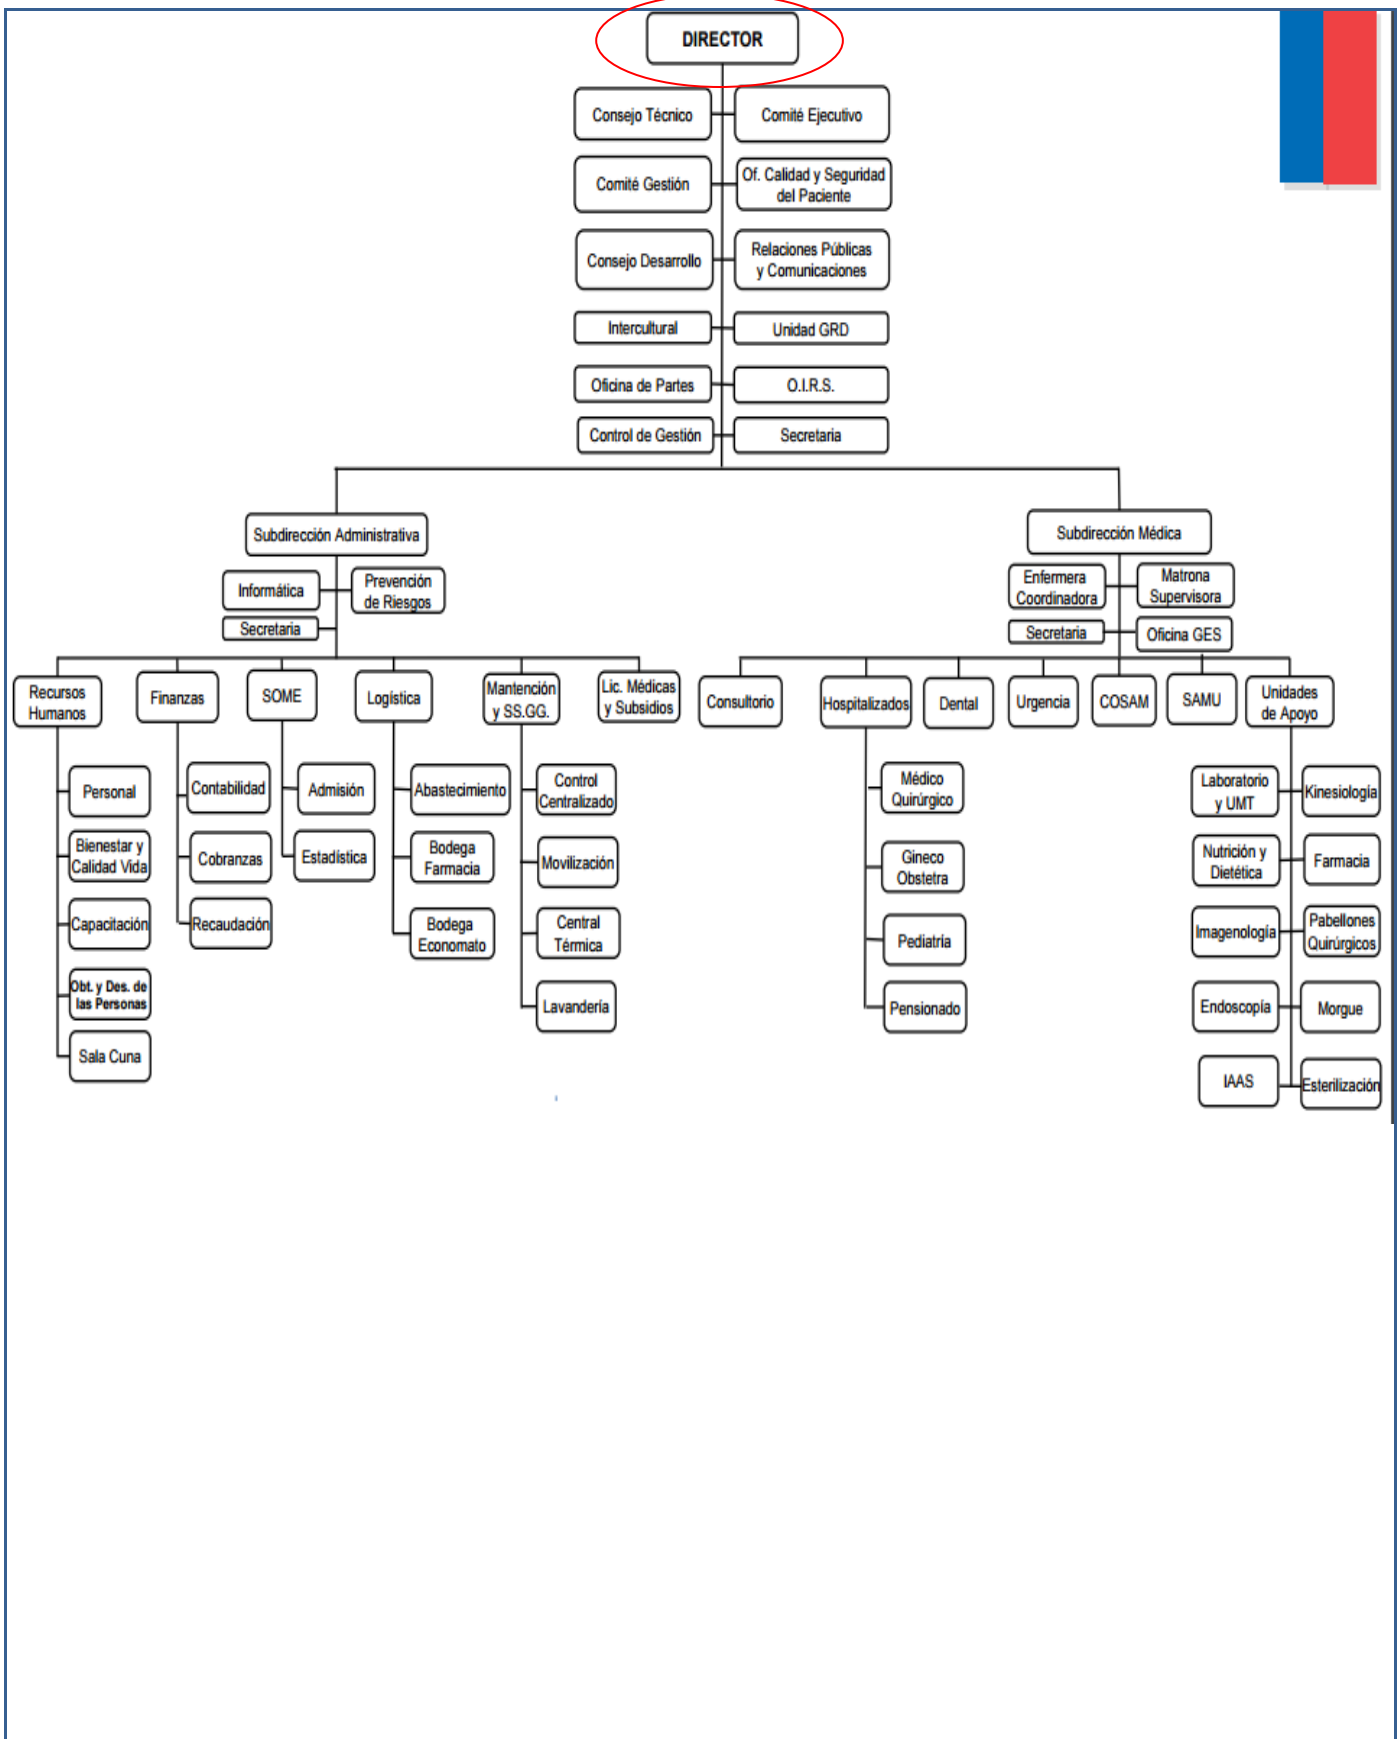 DIRECTOR
Consejo Técnico
Comité Ejecutivo
Comité Gestión
Of. Calidad y Seguridad
del Paciente
Consejo Desarrollo
Relaciones Públicas
y Comunicaciones
Intercultural
Unidad GRD
Oficina de Partes
O.I.R.S.
Control de Gestión
Secretaria
Subdirección Administrativa
Informática
Prevención
de Riesgos
Secretaria
Subdirección Médica
Enfermera
Coordinadora
Matrona
Supervisora
Secretaria
Oficina GES
Recursos
Humanos
Finanzas
SOME
Logística
Mantención
y SS.GG.
Lic. Médicas
y Subsidios
Consultorio
Hospitalizados
Dental
Urgencia
COSAM
SAMU
Unidades
de Apoyo
Personal
Bienestar y
Calidad Vida
Capacitación
Obt. y Des. de
las Personas
Sala Cuna
Contabilidad
Cobranzas
Recaudación
Admisión
Estadística
Abastecimiento
Bodega
Farmacia
Bodega
Economato
Control
Centralizado
Movilización
Central
Térmica
Lavandería
Médico
Quirúrgico
Gineco
Obstetra
Pediatría
Pensionado
Laboratorio
y UMT
Kinesiología
Nutrición y
Dietética
Farmacia
Imagenología
Pabellones
Quirúrgicos
Endoscopía
Morgue
IAAS
Esterilización